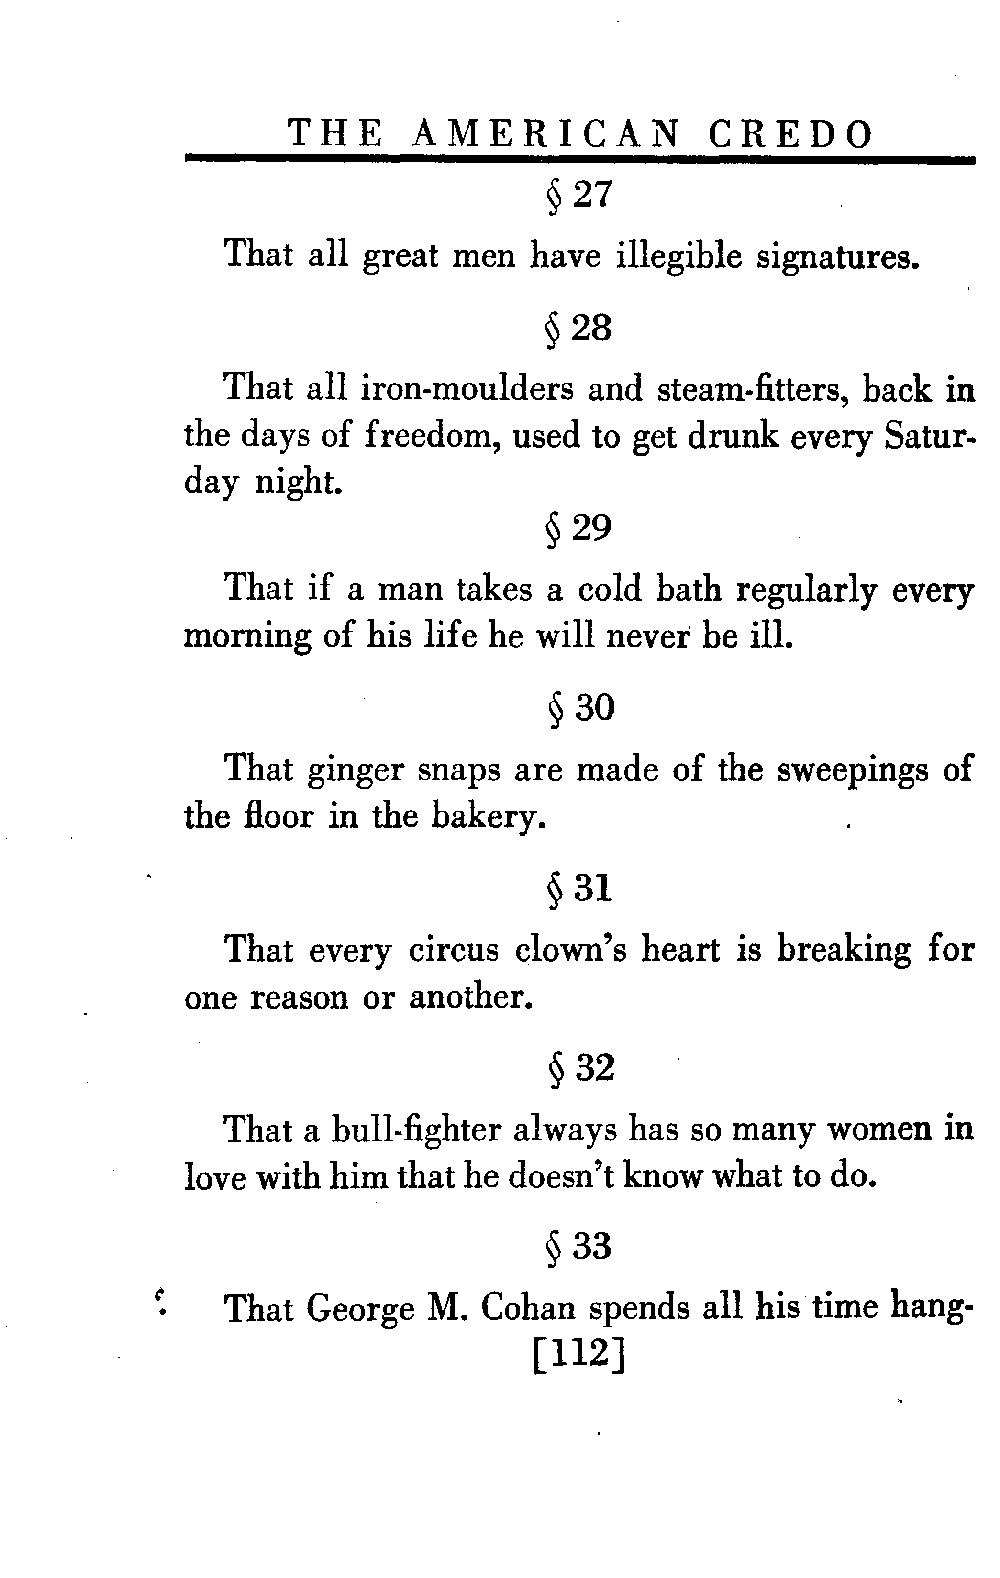 THE AMERICAN CREDO
§ 27
That all great men have illegible signatures.
§ 28
That all iron-moulders and steam-fitters, back in
the days of freedom, used to get drunk every Satur-
day night.
§ 29
That if a man takes a cold bath regularly every
morning of his life he will never be ill.
§ 30
That ginger snaps are made of the sweepings of
the floor in the bakery.
§ 31
That every circus clown's heart is breaking for
one reason or another.
§ 32
That a bull-fighter always has so many women in
love with him that he doesn't know what to do.
§ 33
That George M. Cohan spends all his time hang-
[112]